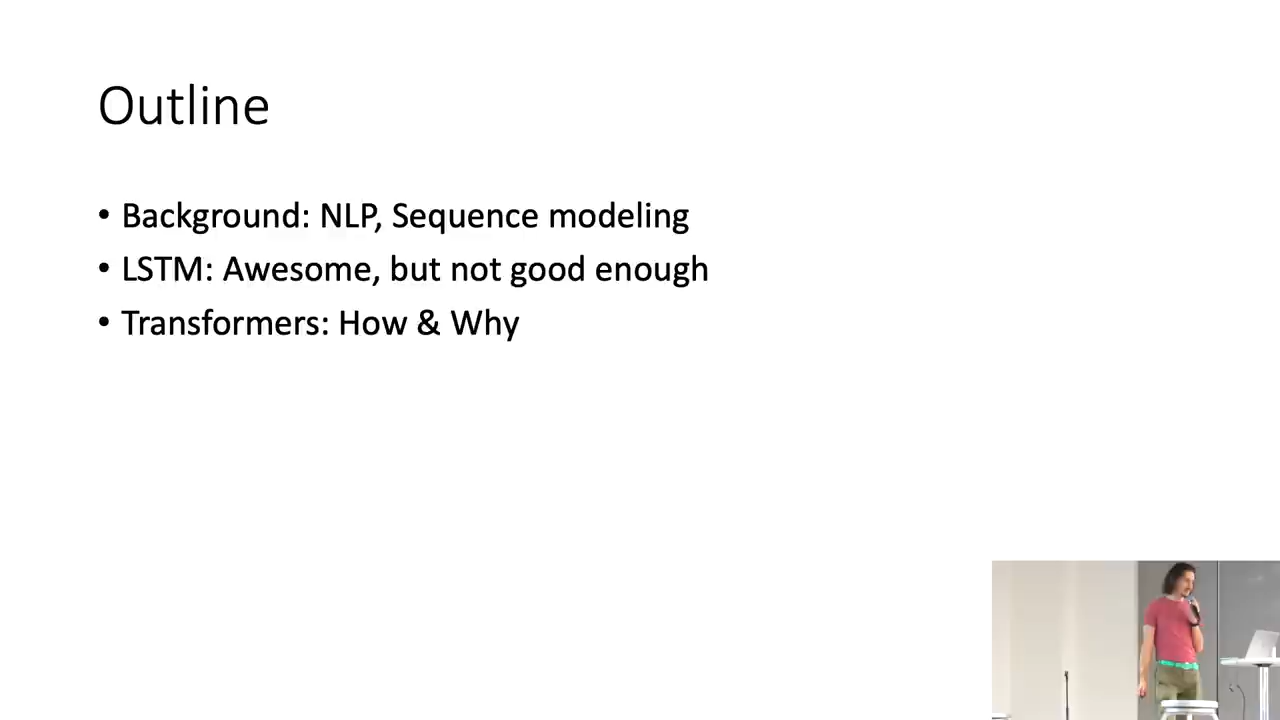 Outline
• Background: NLP, Sequence modeling
• LSTM: Awesome, but not good enough
• Transformers: How & Why